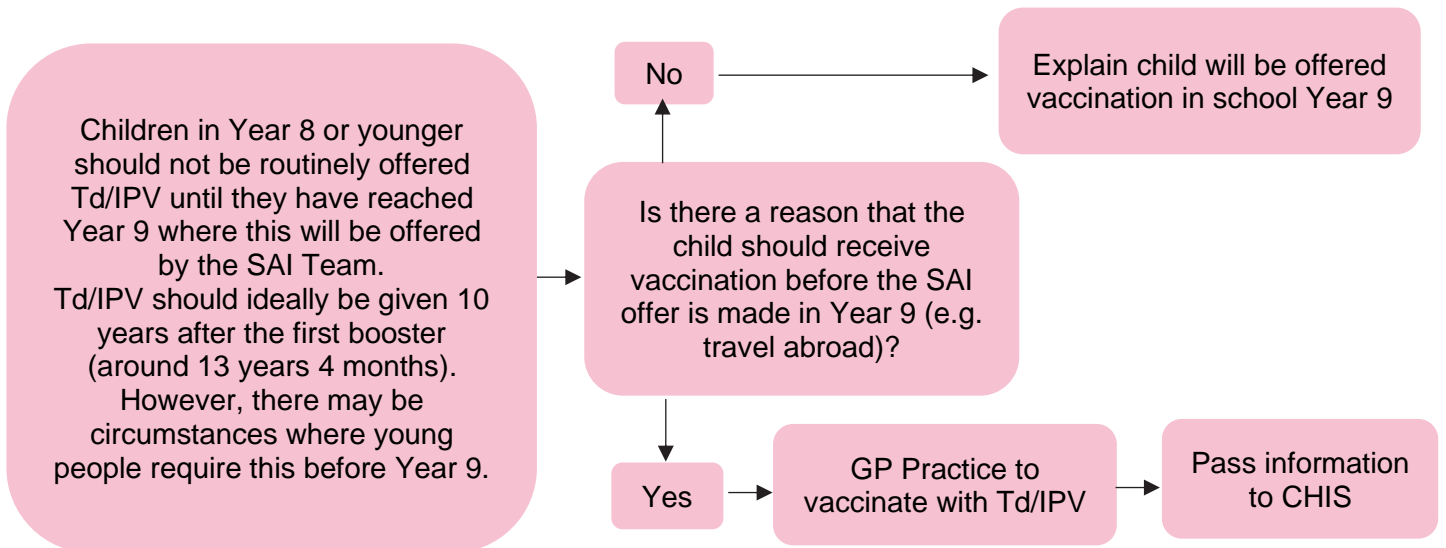 Children in Year 8 or younger
should not be routinely offered
Td/IPV until they have reached
Year 9 where this will be offered
by the SAI Team.
Td/IPV should ideally be given 10
years after the first booster
(around 13 years 4 months).
However, there may be
circumstances where young
people require this before Year 9.
Is there a reason that the
child should receive
vaccination before the SAI
offer is made in Year 9 (e.g.
travel abroad)?
No
Explain child will be offered
vaccination in school Year 9
Yes
GP Practice to
vaccinate with Td/IPV
Pass information
to CHIS